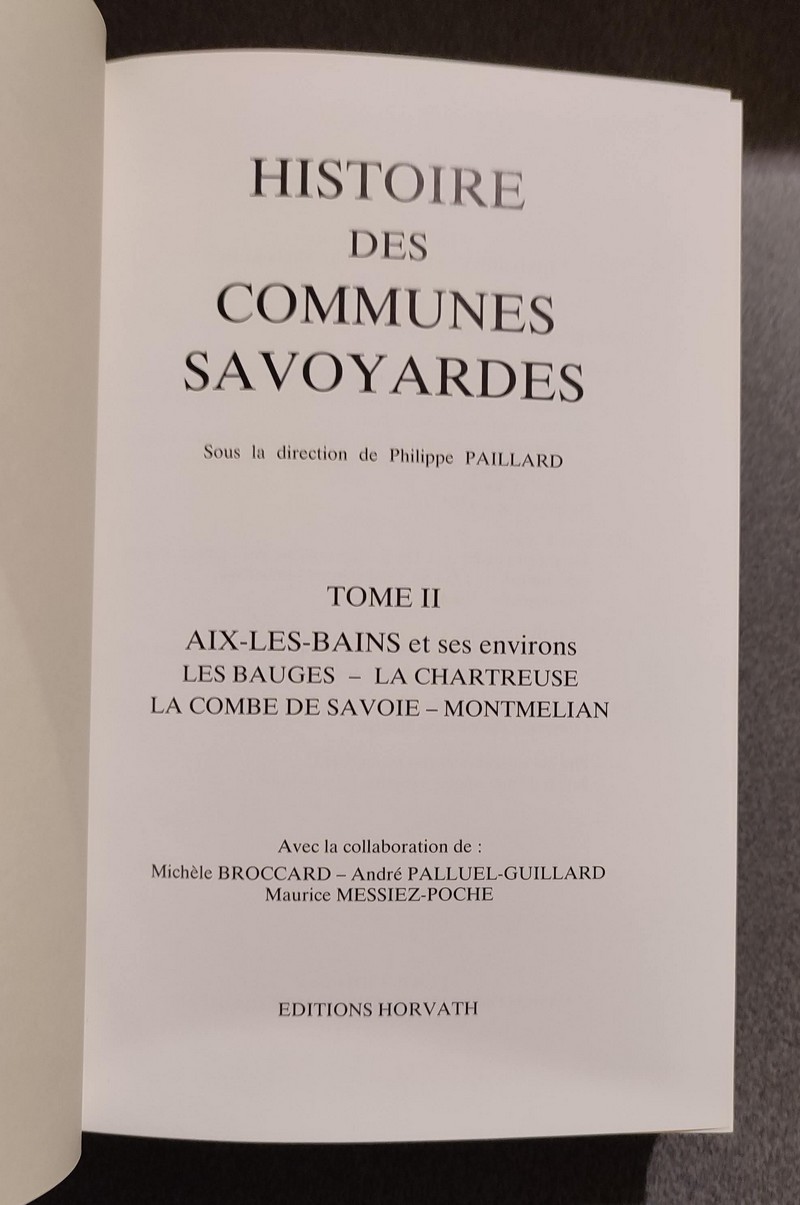 HISTOIRE
DES
COMMUNES
SAVOYARDES
Sous la direction de Philippe PAILLARD
TOME II
AIX-LES-BAINS et ses environs
LES BAUGES – LA CHARTREUSE
LA COMBE DE SAVOIE – MONTMELIAN
Avec la collaboration de :
Michèle BROCCARD – André PALLUEL-GUILLARD
Maurice MESSIEZ-POCHE
EDITIONS HORVATH